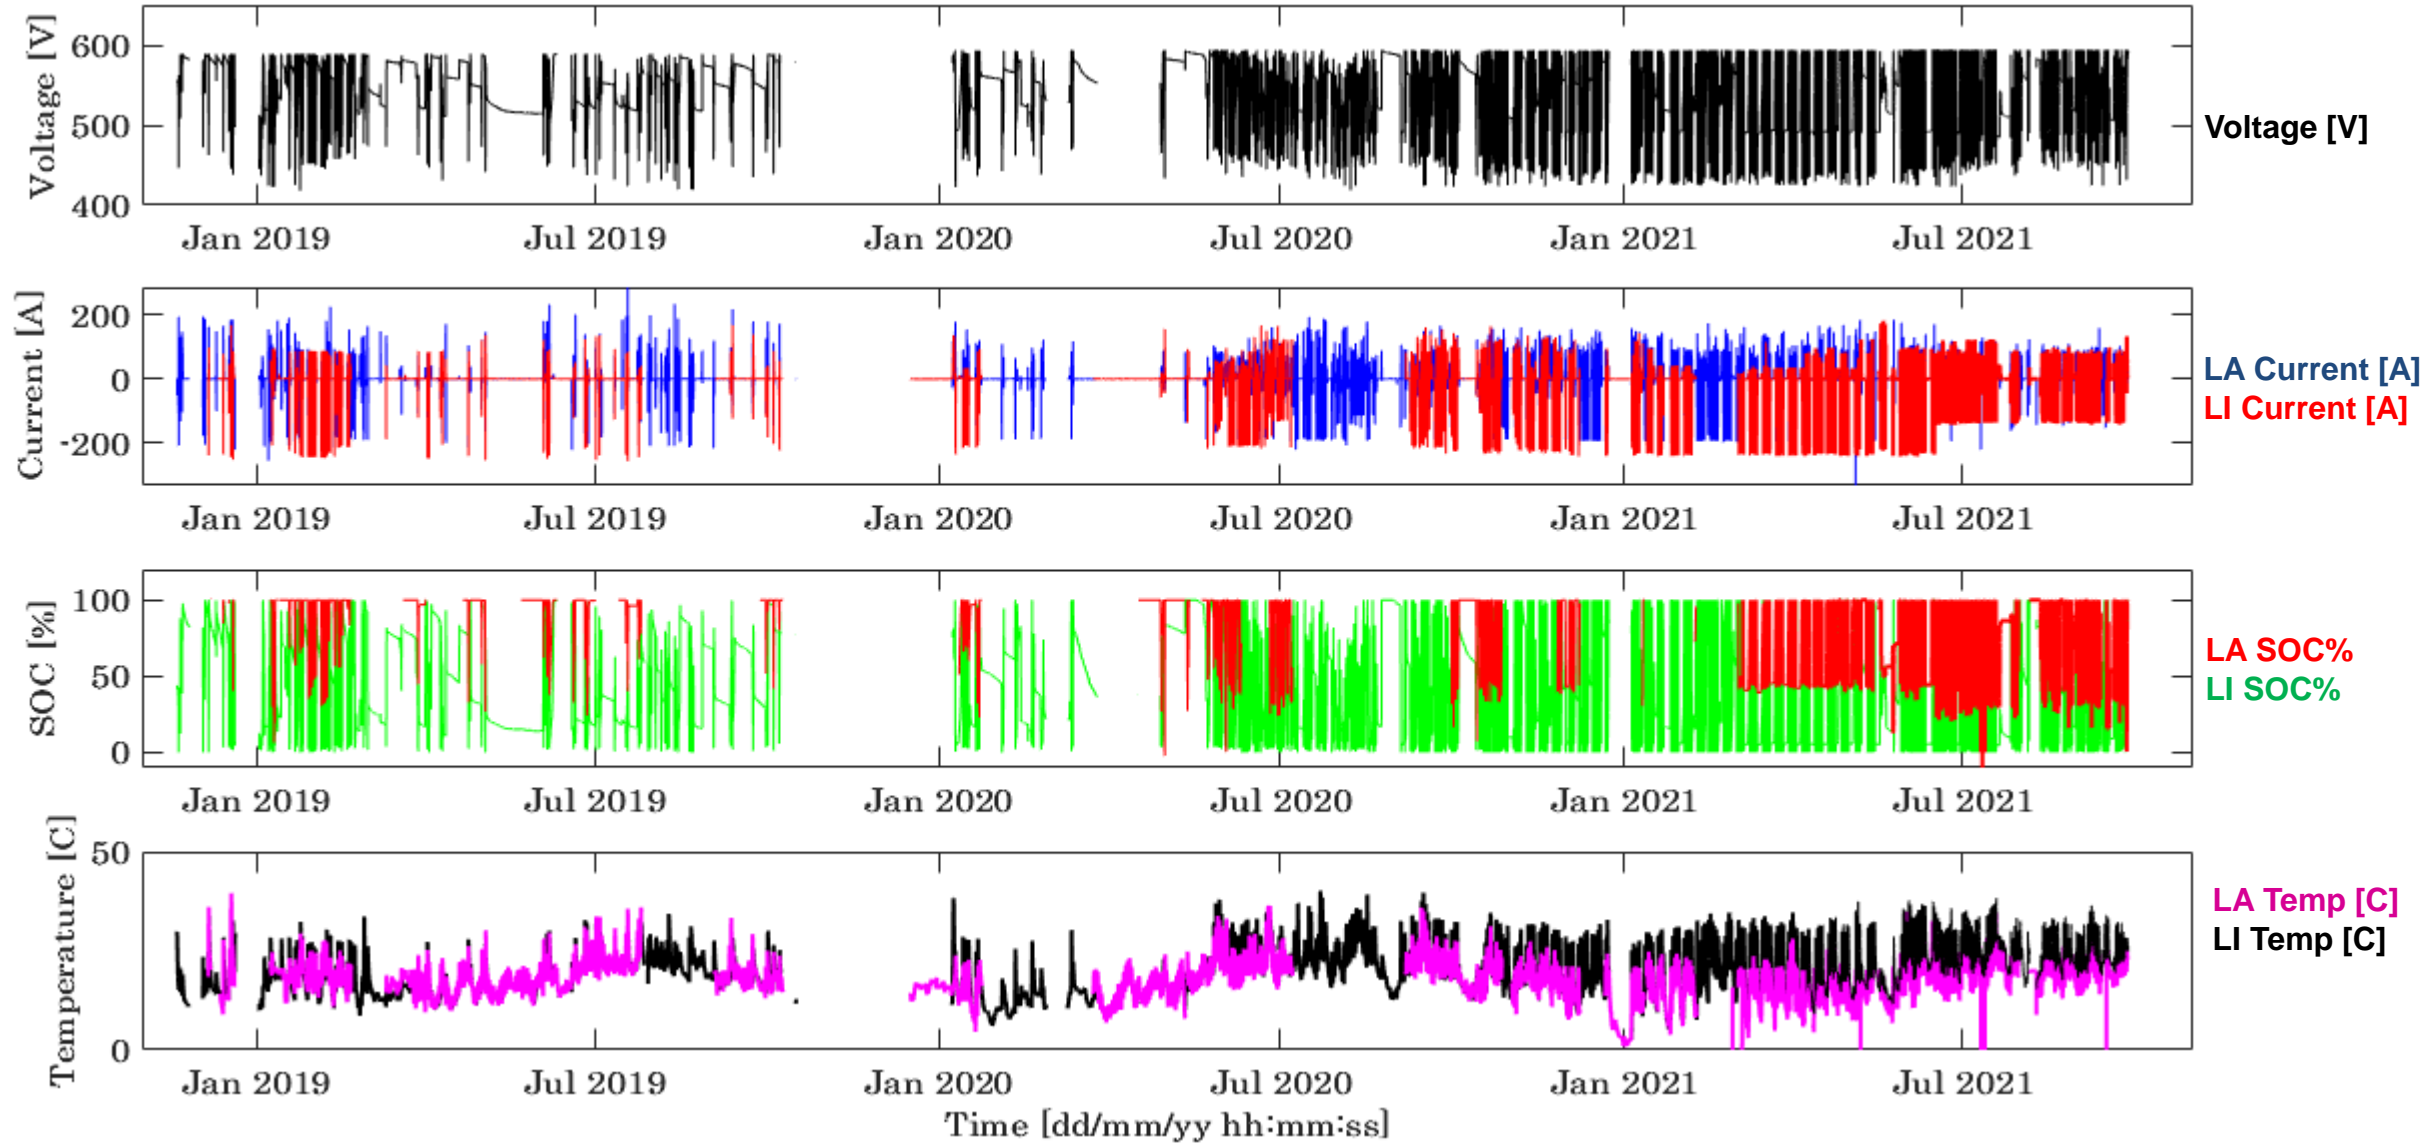 Voltage [V]
600
500
400
Jan 2019 Jul 2019 Jan 2020 Jul 2020 Jan 2021 Jul 2021
Voltage [V]
Current [A]
200
0
-200
Jan 2019 Jul 2019 Jan 2020 Jul 2020 Jan 2021 Jul 2021
LA Current [A]
LI Current [A]
SOC [%]
100
50
0
Jan 2019 Jul 2019 Jan 2020 Jul 2020 Jan 2021 Jul 2021
LA SOC%
LI SOC%
Temperature [C]
50
0
Jan 2019 Jul 2019 Jan 2020 Jul 2020 Jan 2021 Jul 2021
LA Temp [C]
LI Temp [C]
Time [dd/mm/yy hh:mm:ss]